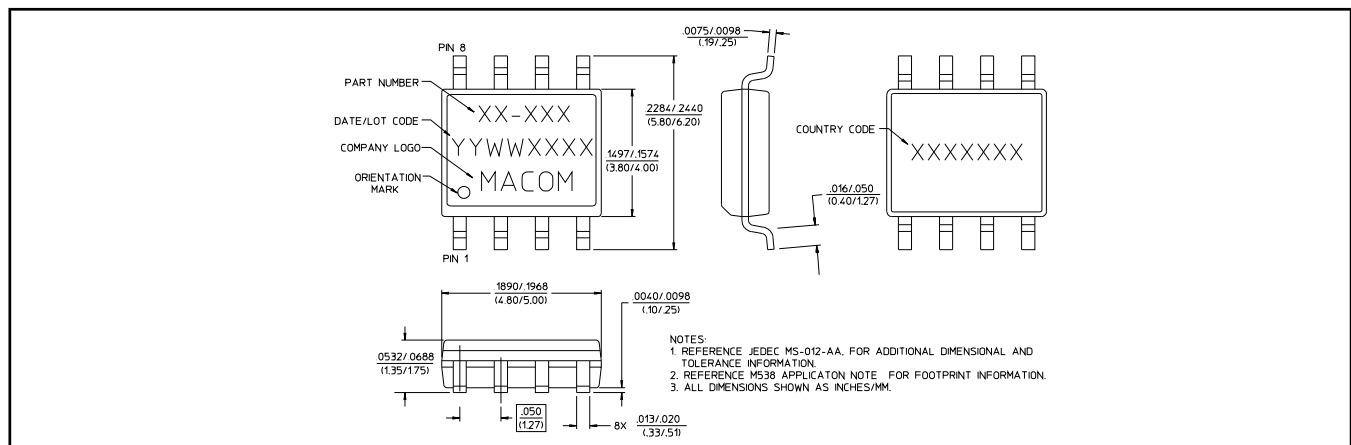 PIN 8
PART NUMBER
XX-XXX
DATE/LOT CODE
YYWWXXXX
COMPANY LOGO
MACOM
ORIENTATION
MARK
PIN 1
.1497/.1574
(3.80/4.00)
.2284/.2440
(5.80/6.20)
.0075/.0098
(.19/.25)
.016/.050
(0.40/1.27)
COUNTRY CODE
XXXXXXX
.1890/.1968
(4.80/5.00)
.0040/.0098
(.10/.25)
.0532/.0688
(1.35/1.75)
.050
(1.27)
8X .013/.020
(.33/.51)
NOTES:
1. REFERENCE JEDEC MS-012-AA, FOR ADDITIONAL DIMENSIONAL AND
TOLERANCE INFORMATION.
2. REFERENCE M538 APPLICATON NOTE FOR FOOTPRINT INFORMATION.
3. ALL DIMENSIONS SHOWN AS INCHES/MM.